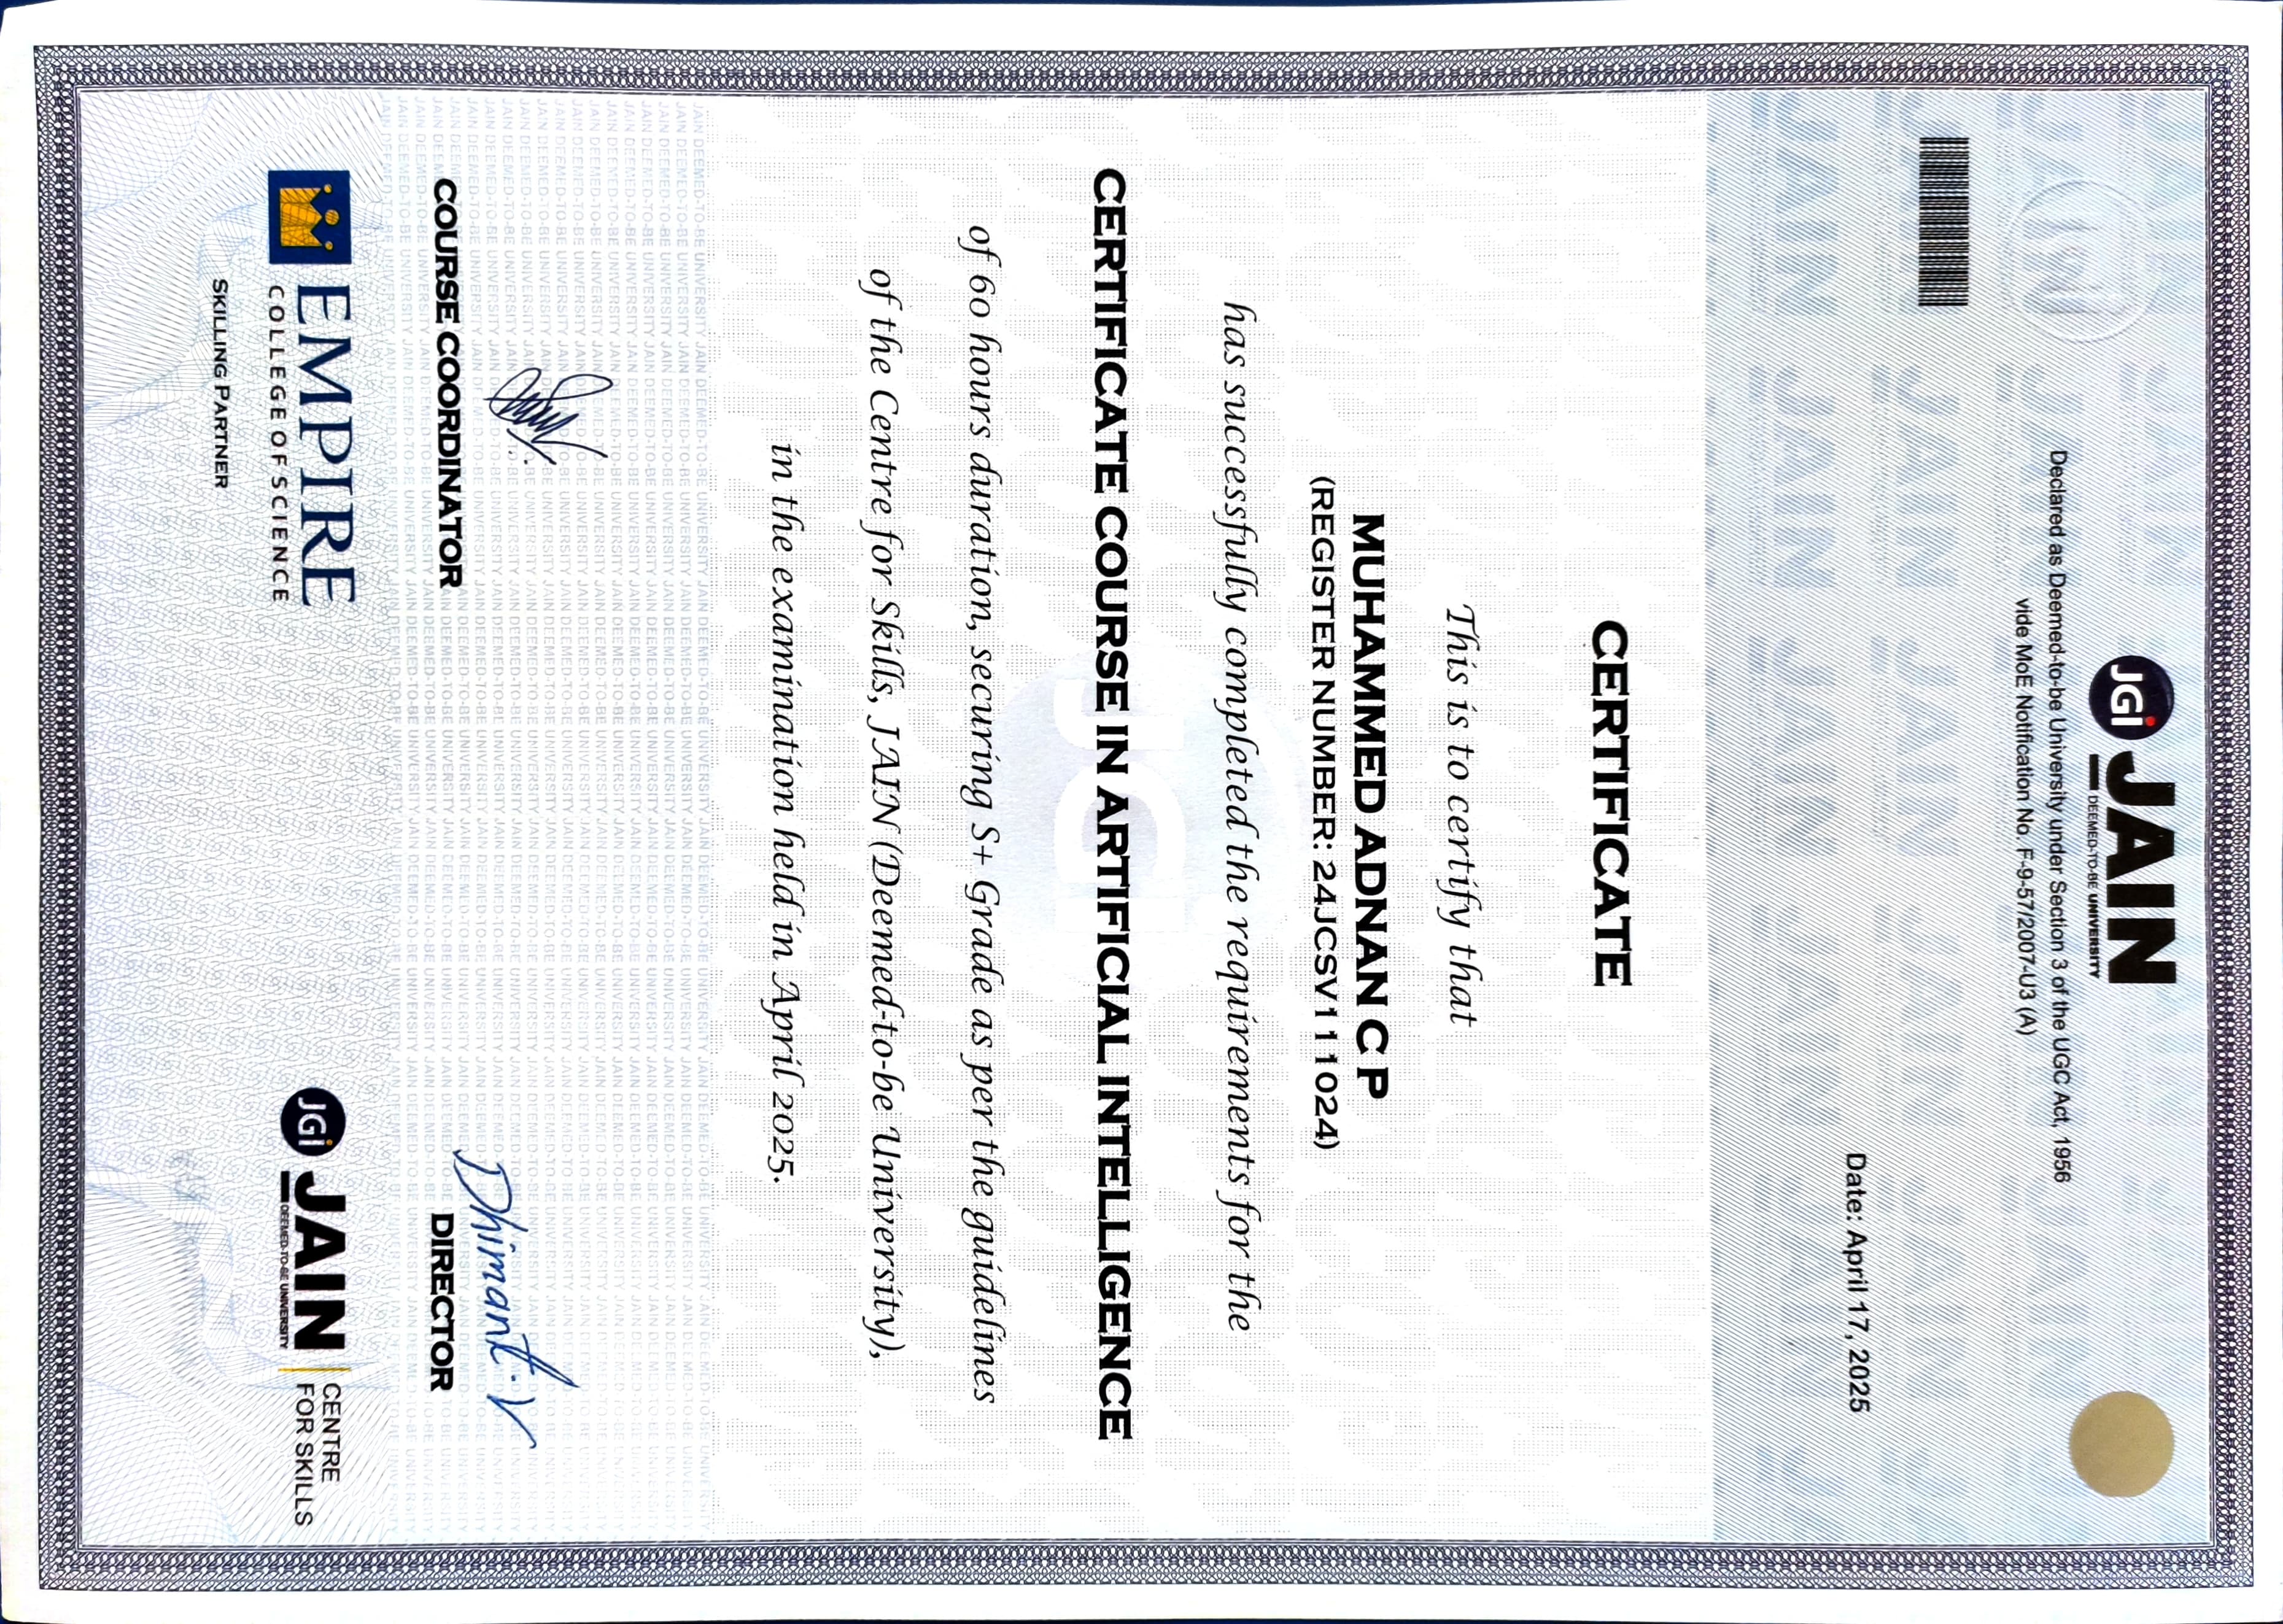 JGi JAIN
DEEMED-TO-BE UNIVERSITY
Declared as Deemed-to-be University under Section 3 of the UGC Act, 1956
vide MoE Notification No. F-9-57/2007-U3 (A)
Date: April 17, 2025
CERTIFICATE
This is to certify that
MUHAMMED ADNAN C P
(REGISTER NUMBER: 24JCSV111024)
has successfully completed the requirements for the
CERTIFICATE COURSE IN ARTIFICIAL INTELLIGENCE
of 60 hours duration, securing S+ Grade as per the guidelines
of the Centre for Skills, JAIN (Deemed-to-be University),
in the examination held in April 2025.
Dhimant.V
COURSE COORDINATOR
DIRECTOR
EMPIRE
COLLEGE OF SCIENCE
SKILLING PARTNER
JGi JAIN
DEEMED-TO-BE UNIVERSITY
CENTRE
FOR SKILLS